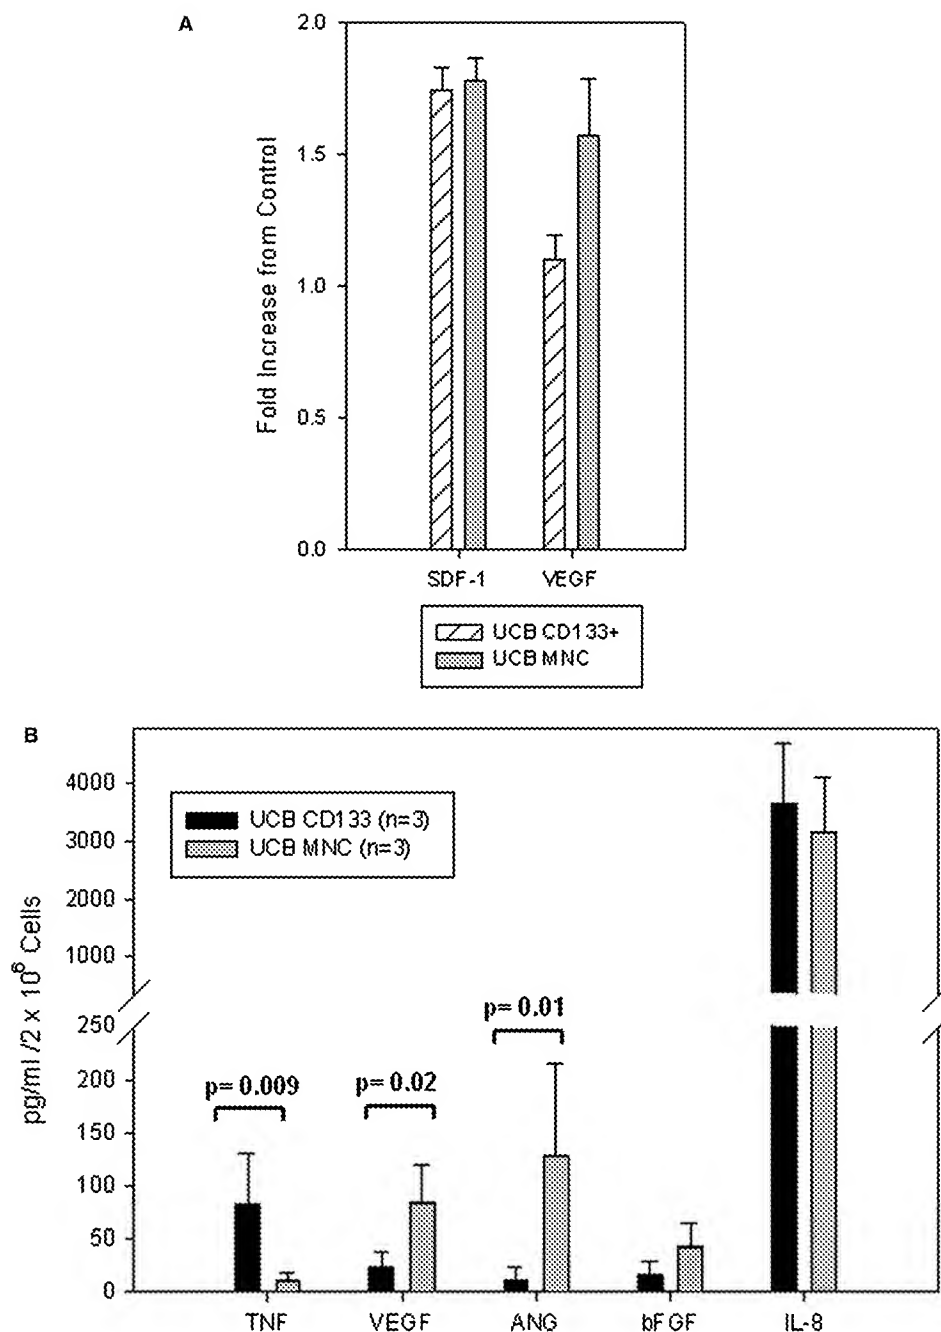 A
2.0
1.5
1.0
0.5
0.0
Fold Increase from Control
SDF-1 VEGF
UCB CD133+
UCB MNC
B
4000
3000
2000
1000
250
200
150
100
50
0
pg/ml /2 x 10⁶ Cells
UCB CD133 (n=3)
UCB MNC (n=3)
p= 0.009
p= 0.02
p= 0.01
TNF VEGF ANG bFGF IL-8